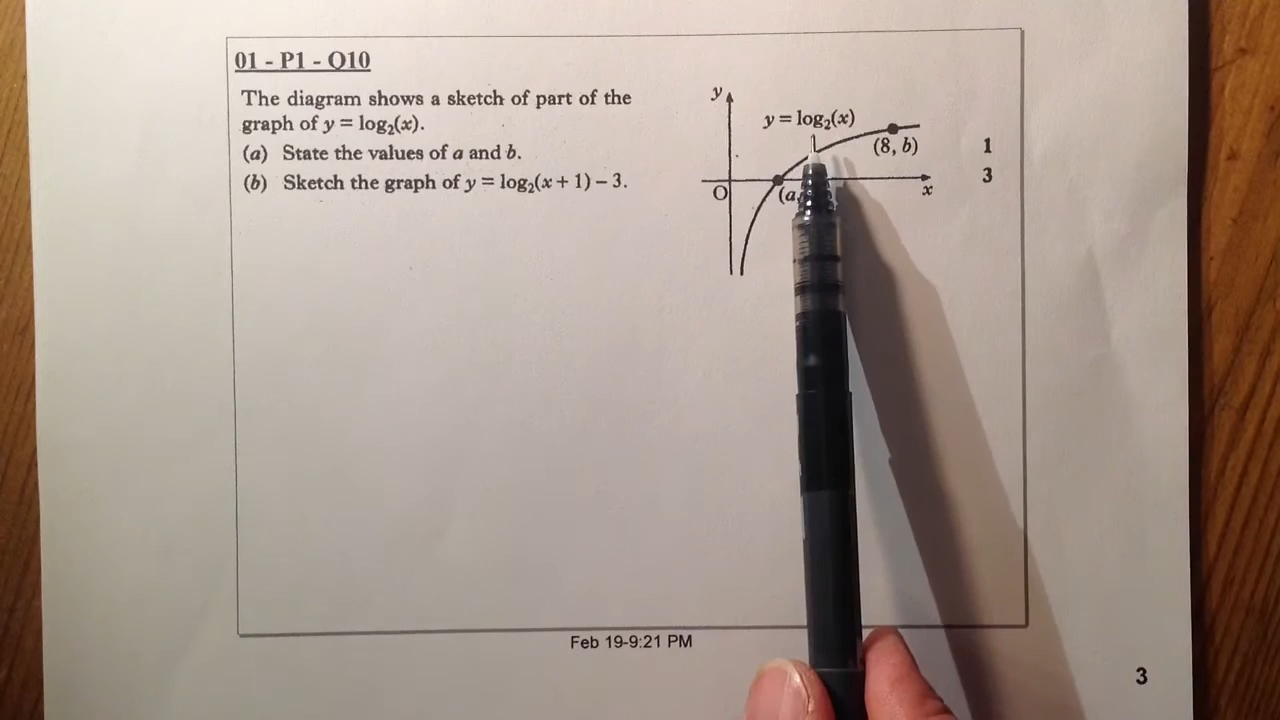 01 - P1 - Q10
The diagram shows a sketch of part of the
graph of y = log₂(x).
(a) State the values of a and b.
(b) Sketch the graph of y = log₂(x + 1) − 3.
y
y = log₂(x)
(8, b)
O
(a,
x
1
3
Feb 19-9:21 PM
3